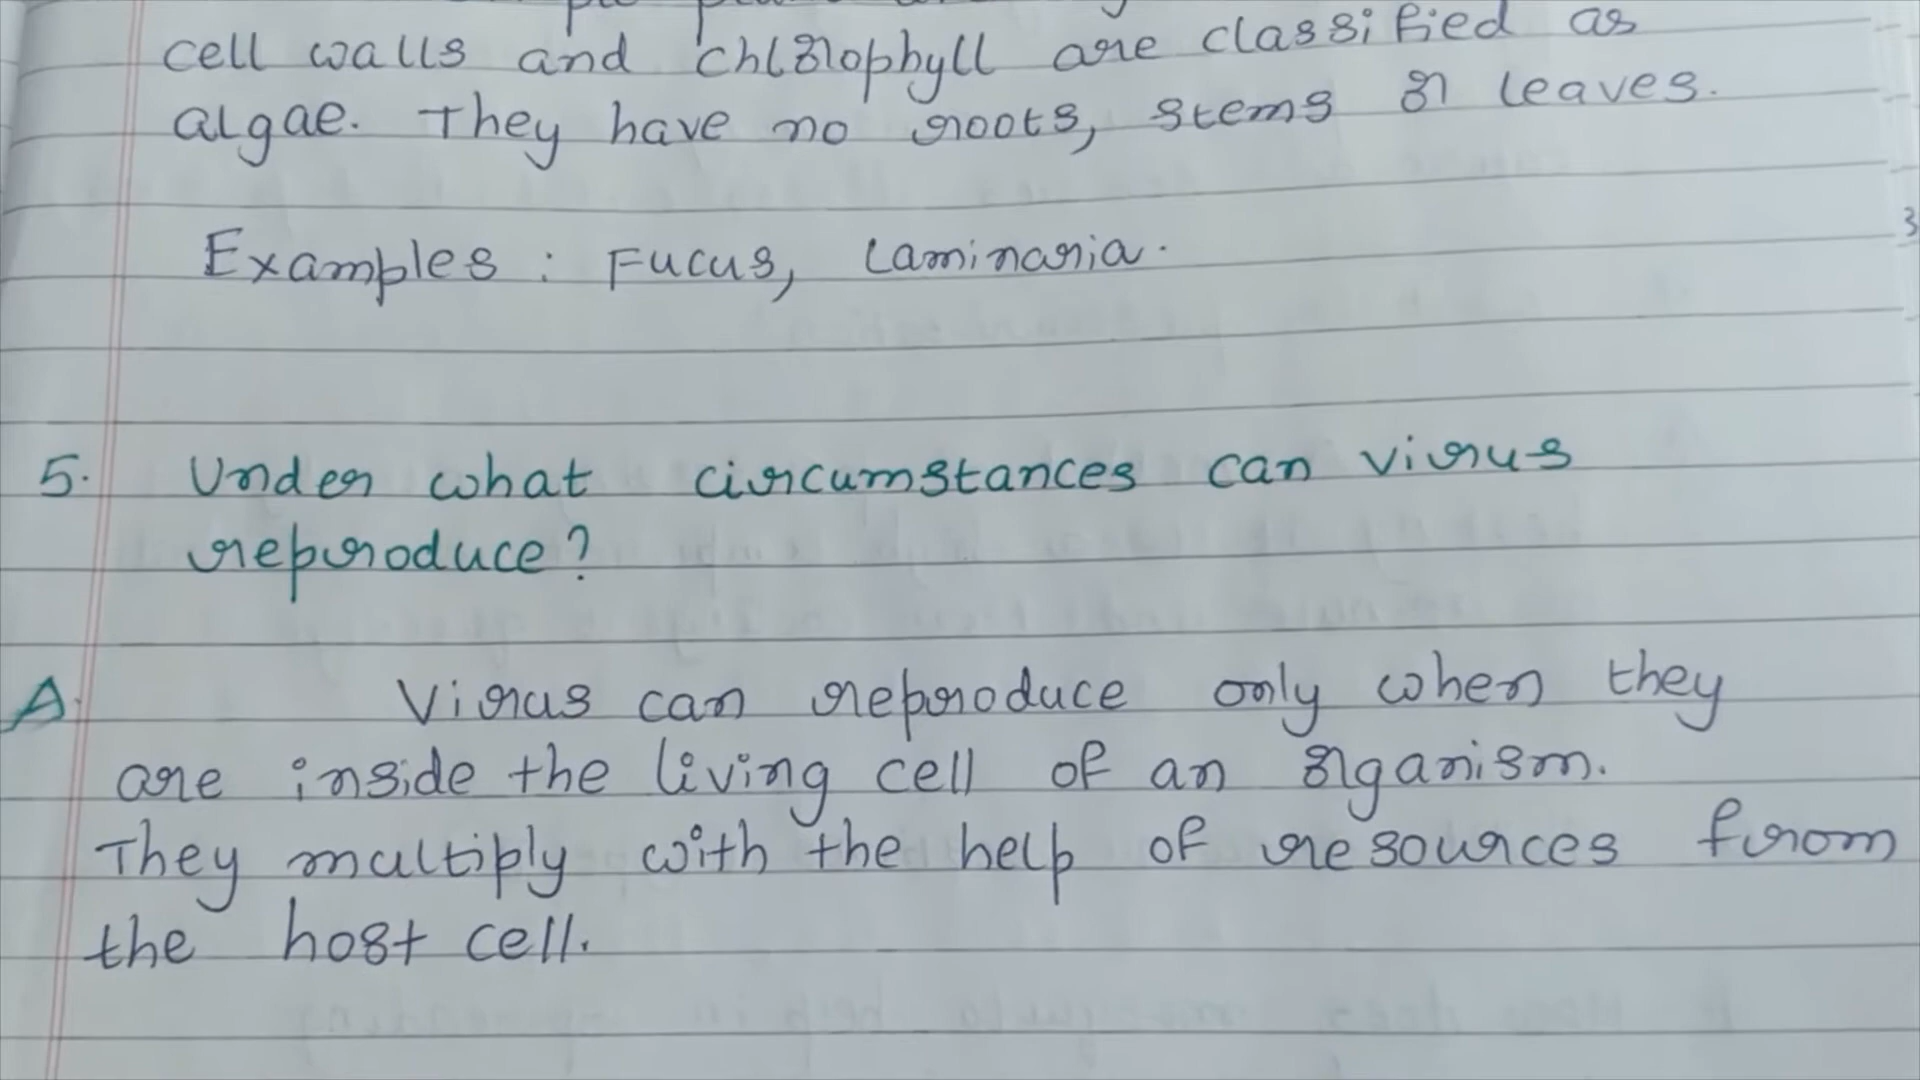 cell walls and chlorophyll are classified as
algae. They have no roots, stems or leaves.
Examples : Fucus, Laminaria.
5. Under what circumstances can virus
reproduce?
A. Virus can reproduce only when they
are inside the living cell of an organism.
They multiply with the help of resources from
the host cell.